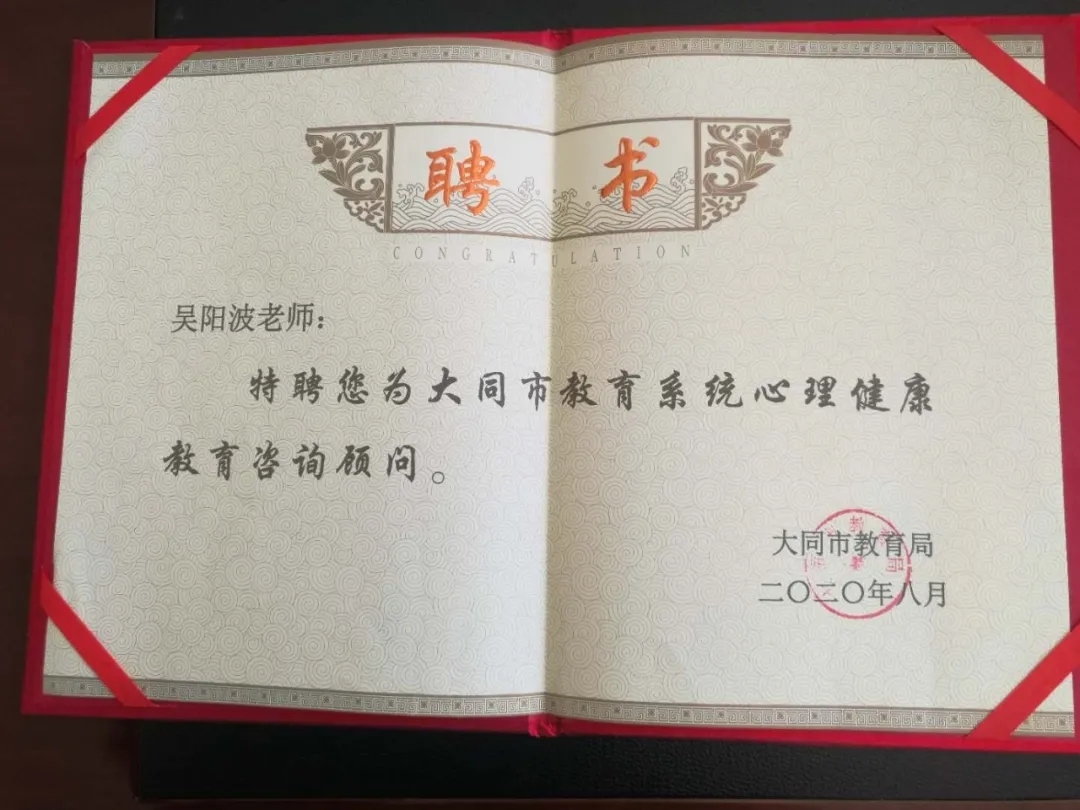 聘书
CONGRATULATION
吴阳波老师：
特聘您为大同市教育系统心理健康
教育咨询顾问。
大同市教育局
二〇二〇年八月